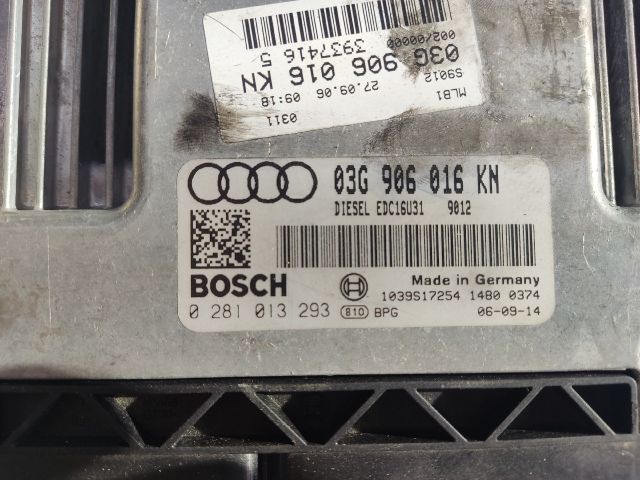 002/00000
03G 906 016 KN
3937416 5
S9012
27.09.06 09:18
MLB1
0311
03G 906 016 KN
DIESEL EDC16U31 9012
BOSCH
Made in Germany
1039S17254 1480 0374
0 281 013 293 810 BPG 06-09-14